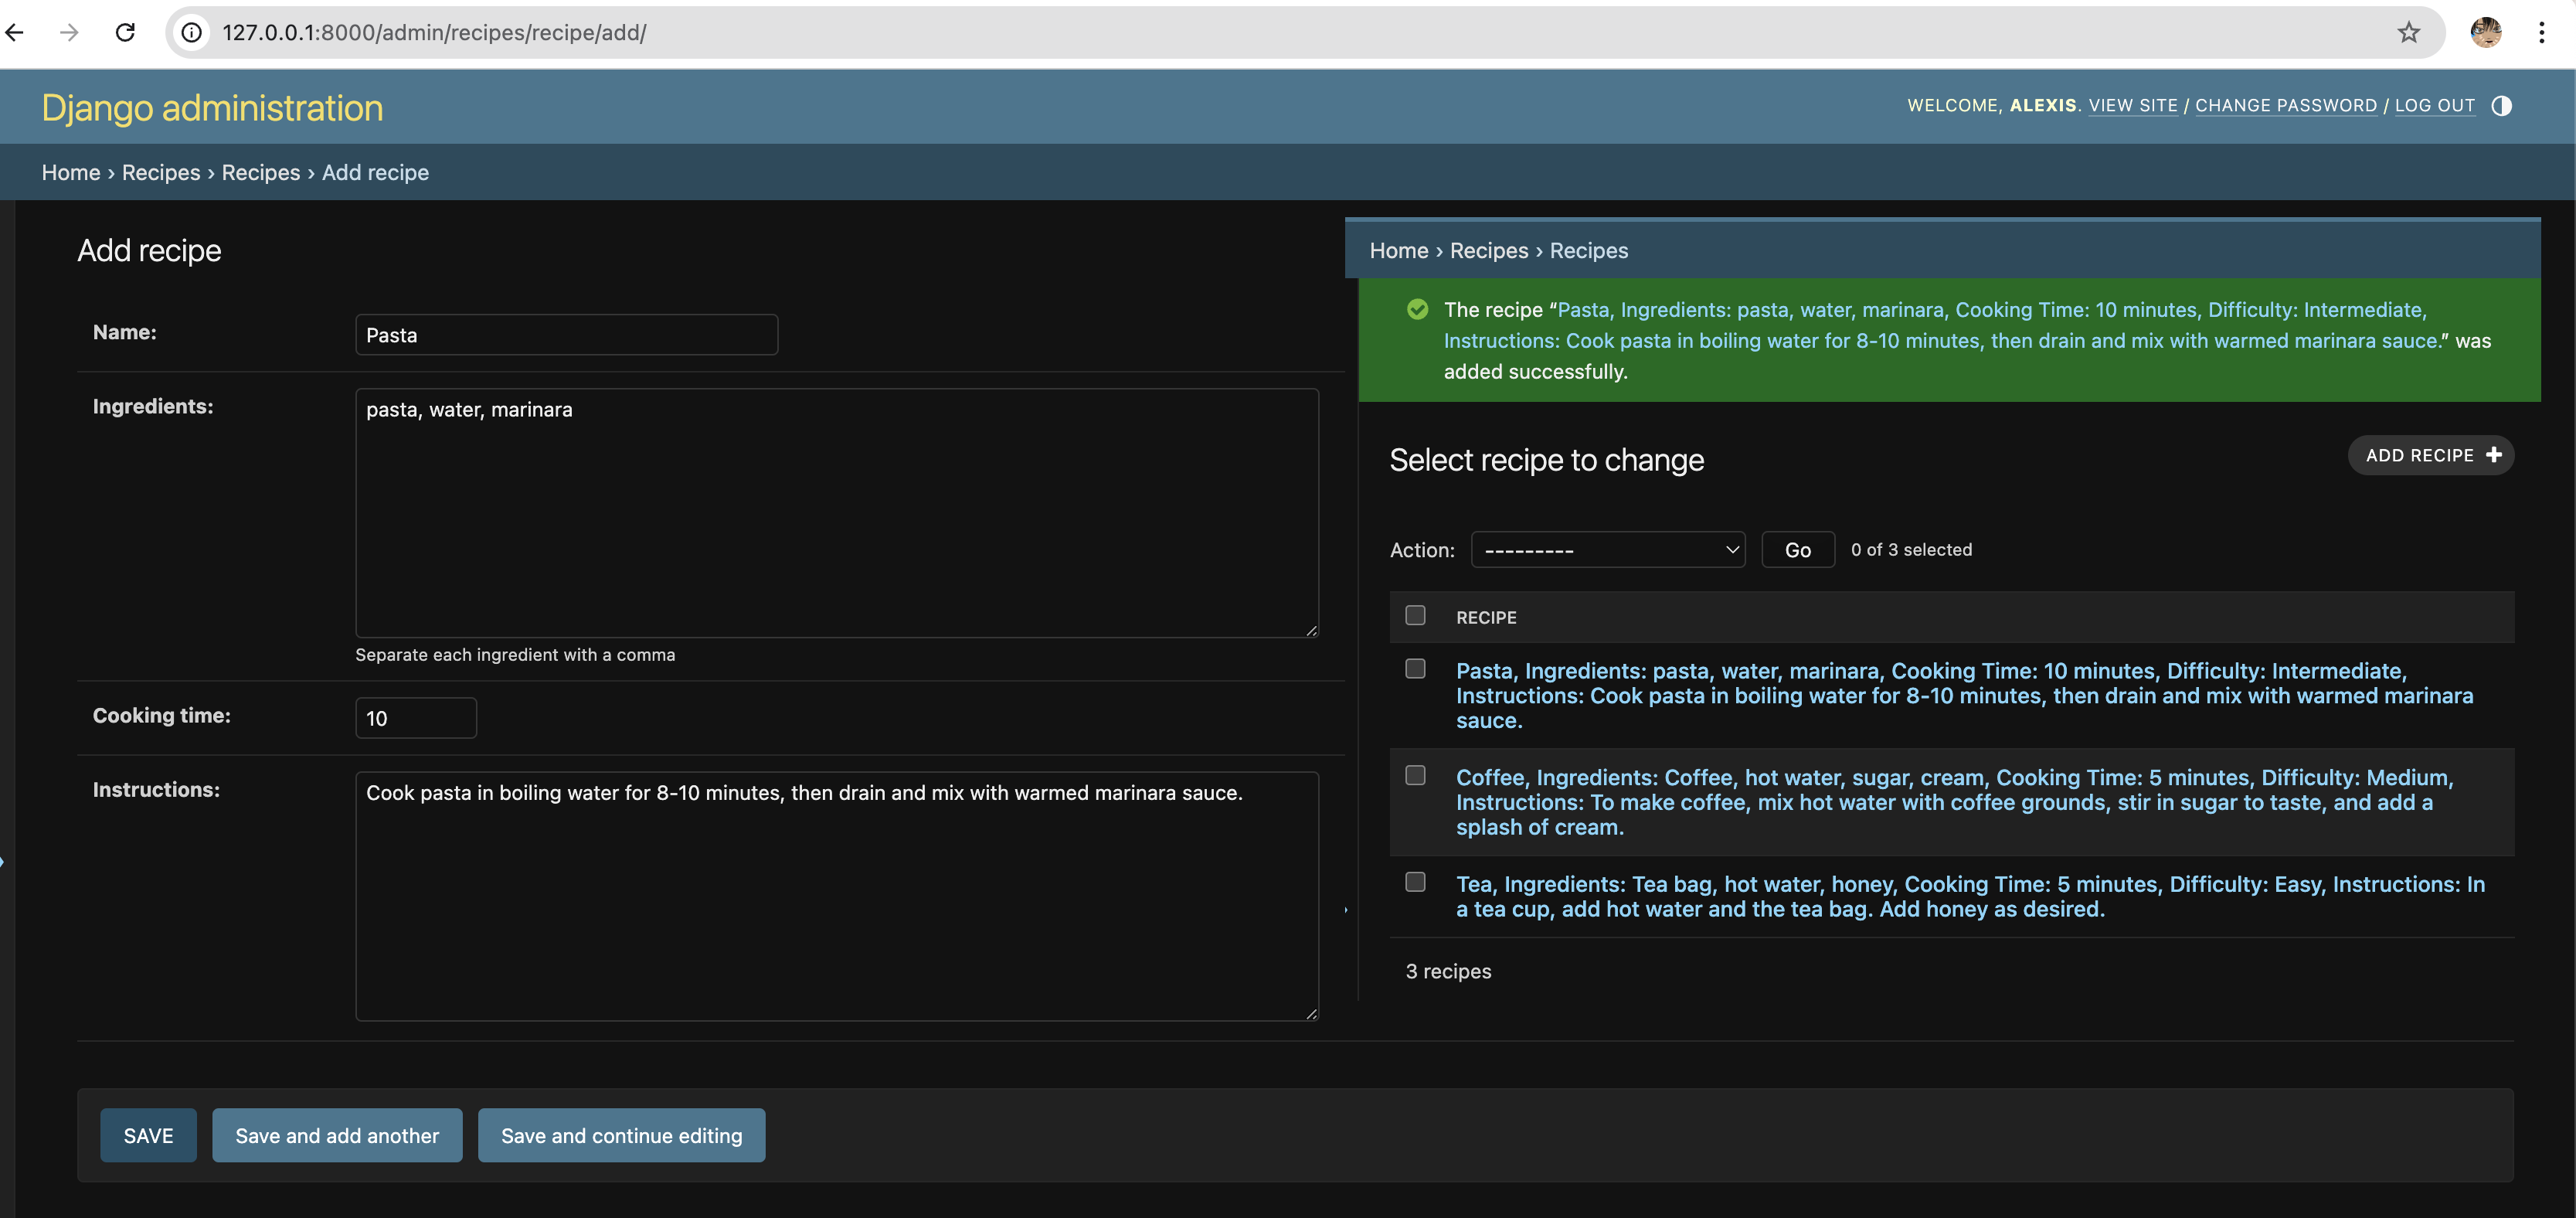 127.0.0.1:8000/admin/recipes/recipe/add/
Django administration
WELCOME, ALEXIS. VIEW SITE / CHANGE PASSWORD / LOG OUT
Home › Recipes › Recipes › Add recipe
Add recipe
Name:
Pasta
Ingredients:
pasta, water, marinara
Separate each ingredient with a comma
Cooking time:
10
Instructions:
Cook pasta in boiling water for 8-10 minutes, then drain and mix with warmed marinara sauce.
SAVE
Save and add another
Save and continue editing
Home › Recipes › Recipes
The recipe “Pasta, Ingredients: pasta, water, marinara, Cooking Time: 10 minutes, Difficulty: Intermediate,
Instructions: Cook pasta in boiling water for 8-10 minutes, then drain and mix with warmed marinara sauce.” was
added successfully.
Select recipe to change
ADD RECIPE +
Action:
---------
Go
0 of 3 selected
RECIPE
Pasta, Ingredients: pasta, water, marinara, Cooking Time: 10 minutes, Difficulty: Intermediate,
Instructions: Cook pasta in boiling water for 8-10 minutes, then drain and mix with warmed marinara
sauce.
Coffee, Ingredients: Coffee, hot water, sugar, cream, Cooking Time: 5 minutes, Difficulty: Medium,
Instructions: To make coffee, mix hot water with coffee grounds, stir in sugar to taste, and add a
splash of cream.
Tea, Ingredients: Tea bag, hot water, honey, Cooking Time: 5 minutes, Difficulty: Easy, Instructions: In
a tea cup, add hot water and the tea bag. Add honey as desired.
3 recipes